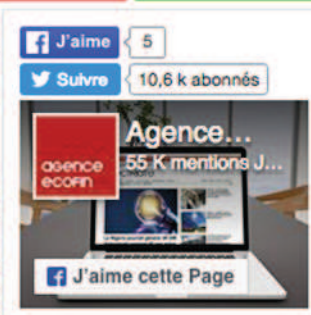 J'aime 5
Suivre 10,6 k abonnés
Agence...
55 K mentions J...
agence
ecofin
J'aime cette Page